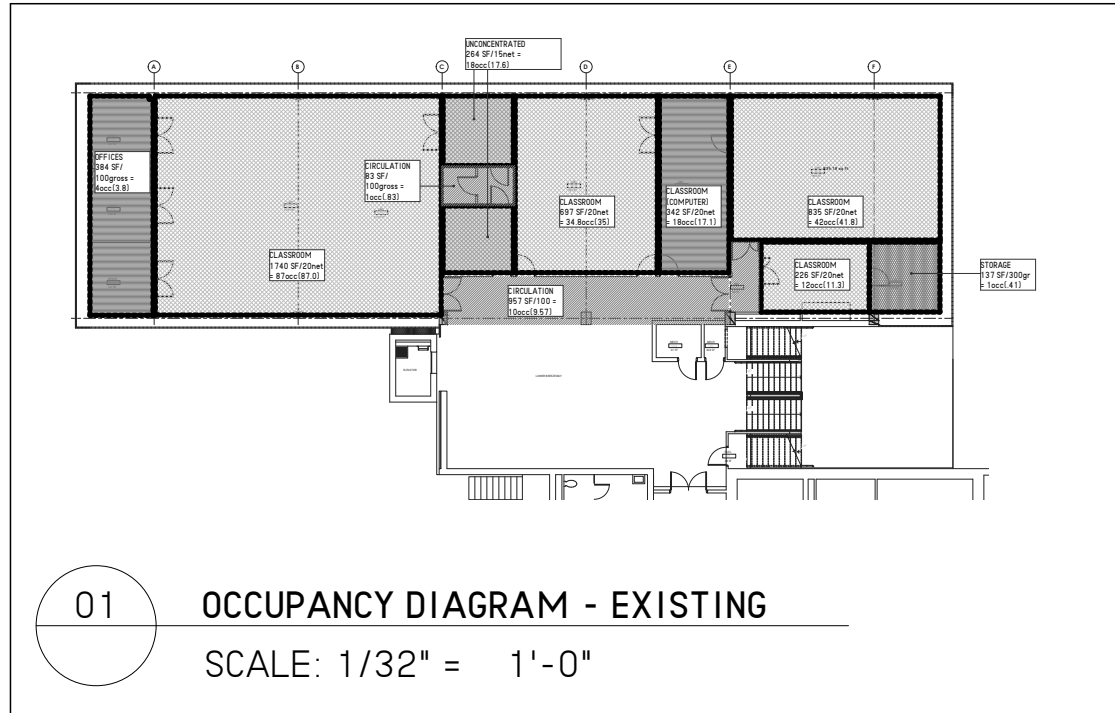 UNCONCENTRATED
264 SF/15net =
18occ(17.6)
A
B
C
D
E
F
OFFICES
384 SF/
100gross =
4occ(3.8)
CIRCULATION
83 SF/
100gross =
1occ(.83)
CLASSROOM
1740 SF/20net
= 87occ(87.0)
CLASSROOM
697 SF/20net
= 34.8occ(35)
CLASSROOM
(COMPUTER)
342 SF/20net
= 18occ(17.1)
CLASSROOM
835 SF/20net
= 42occ(41.8)
CLASSROOM
226 SF/20net
= 12occ(11.3)
STORAGE
137 SF/300gr
= 1occ(.41)
CIRCULATION
957 SF/100 =
10occ(9.57)
01
OCCUPANCY DIAGRAM - EXISTING
SCALE: 1/32" = 1'-0"